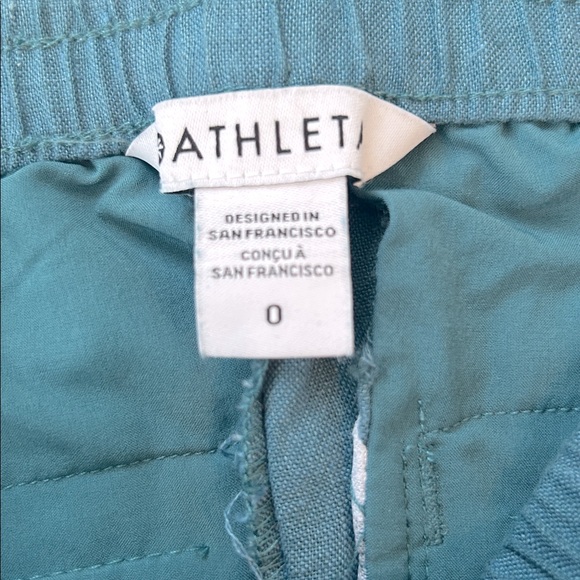 ATHLETA
DESIGNED IN
SAN FRANCISCO
CONÇU À
SAN FRANCISCO
0